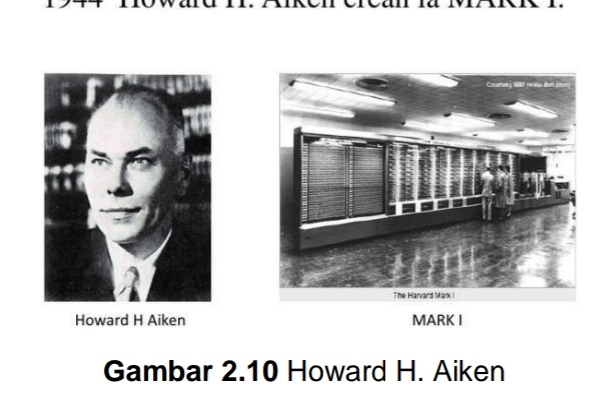 1944 Howard H. Aiken crean la MARK I.
Courtesy IBM (www.ibm.com)
The Harvard Mark I
Howard H Aiken
MARK I
Gambar 2.10 Howard H. Aiken